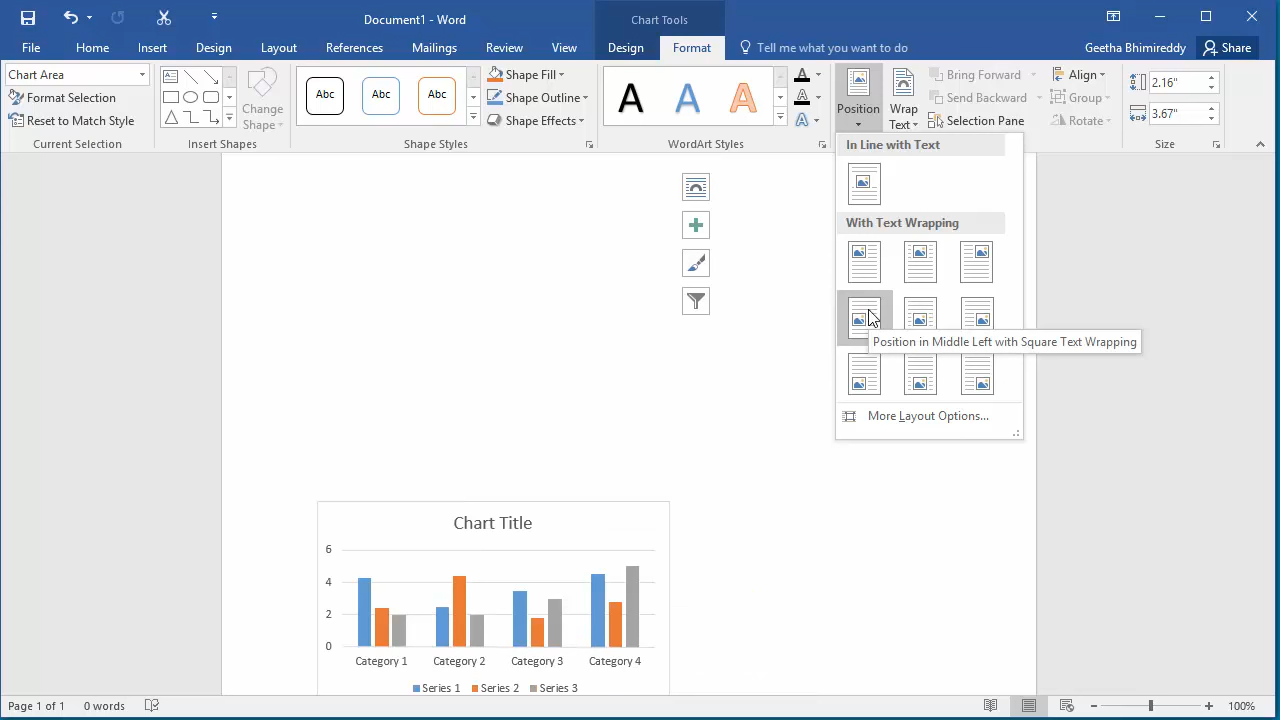 Document1 - Word
Chart Tools
File
Home
Insert
Design
Layout
References
Mailings
Review
View
Design
Format
Tell me what you want to do
Geetha Bhimireddy
Share
Chart Area
Format Selection
Reset to Match Style
Current Selection
Change
Shape
Insert Shapes
Abc
Abc
Abc
Shape Fill
Shape Outline
Shape Effects
Shape Styles
A
A
A
A
A
A
WordArt Styles
Position
Wrap
Text
Bring Forward
Send Backward
Selection Pane
Align
Group
Rotate
2.16"
3.67"
Size
In Line with Text
With Text Wrapping
Position in Middle Left with Square Text Wrapping
More Layout Options...
Chart Title
6
4
2
0
Category 1
Category 2
Category 3
Category 4
Series 1
Series 2
Series 3
Page 1 of 1
0 words
100%